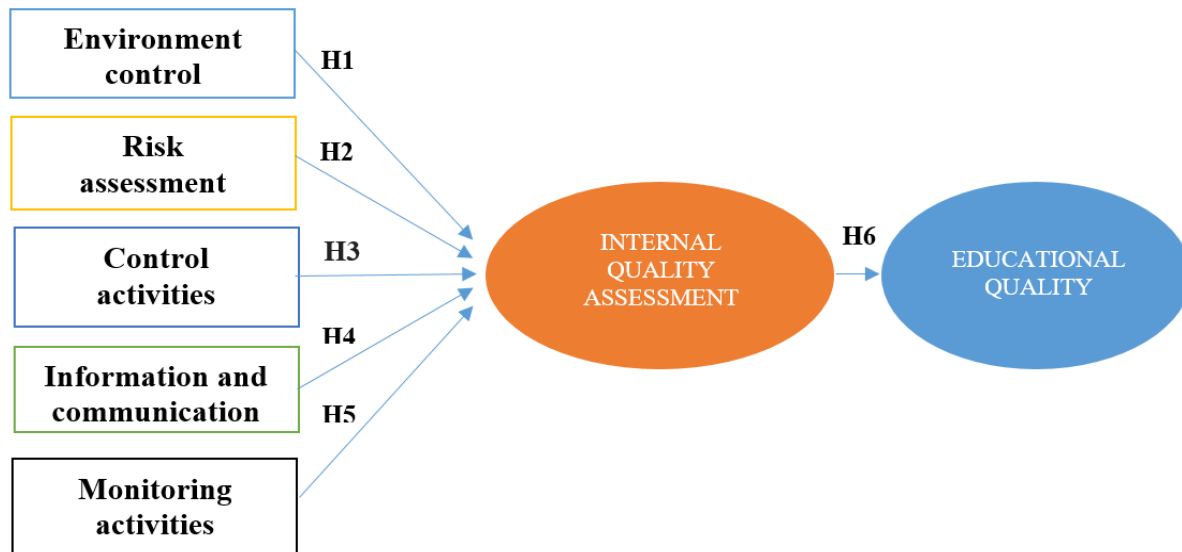 Environment
control
H1
Risk
assessment
H2
Control
activities
H3
Information and
communication
H4
Monitoring
activities
H5
INTERNAL
QUALITY
ASSESSMENT
H6
EDUCATIONAL
QUALITY